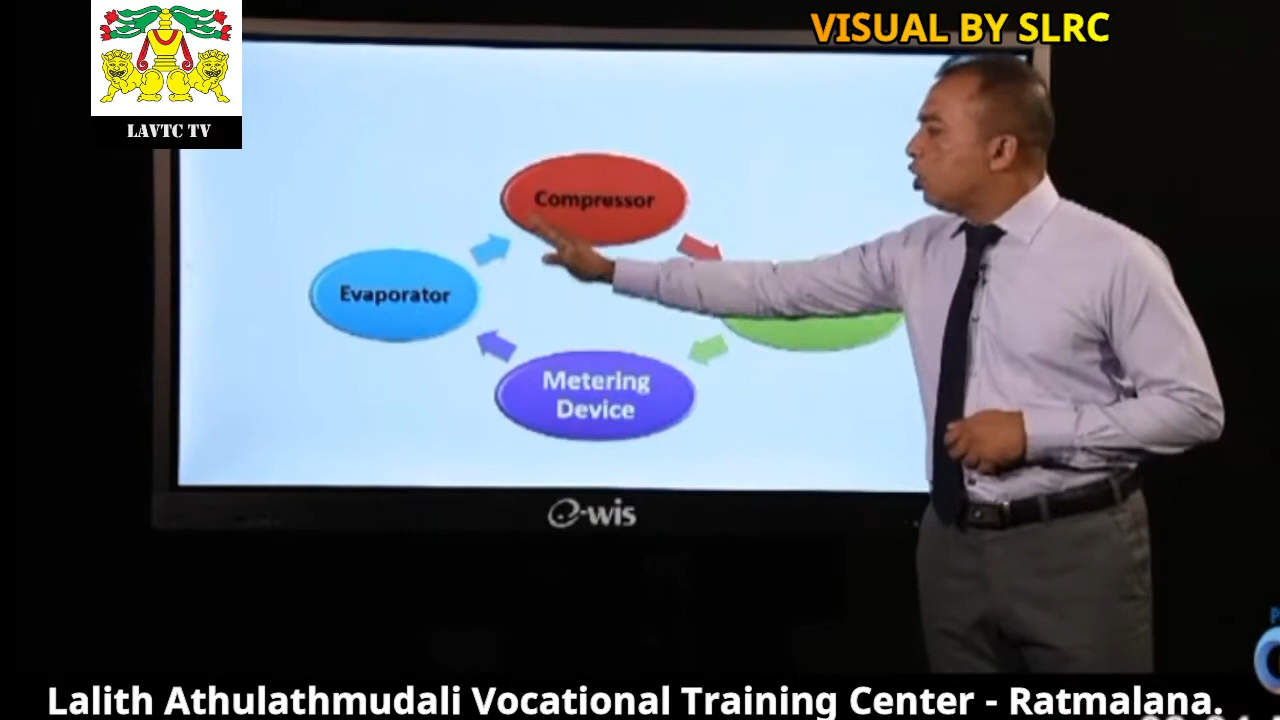 VISUAL BY SLRC
LAVTC TV
Compressor
Evaporator
Metering
Device
e-wis
Lalith Athulathmudali Vocational Training Center - Ratmalana.